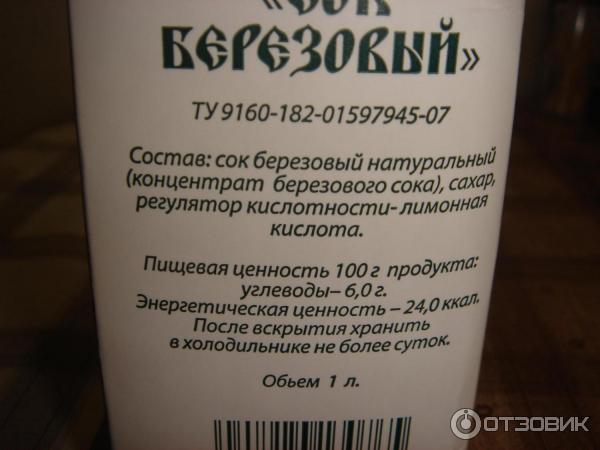 «СОК
БЕРЕЗОВЫЙ»
ТУ 9160-182-01597945-07
Состав: сок березовый натуральный
(концентрат березового сока), сахар,
регулятор кислотности- лимонная
кислота.
Пищевая ценность 100 г продукта:
углеводы– 6,0 г.
Энергетическая ценность – 24,0 ккал.
После вскрытия хранить
в холодильнике не более суток.
Обьем 1 л.
ОТЗОВИК